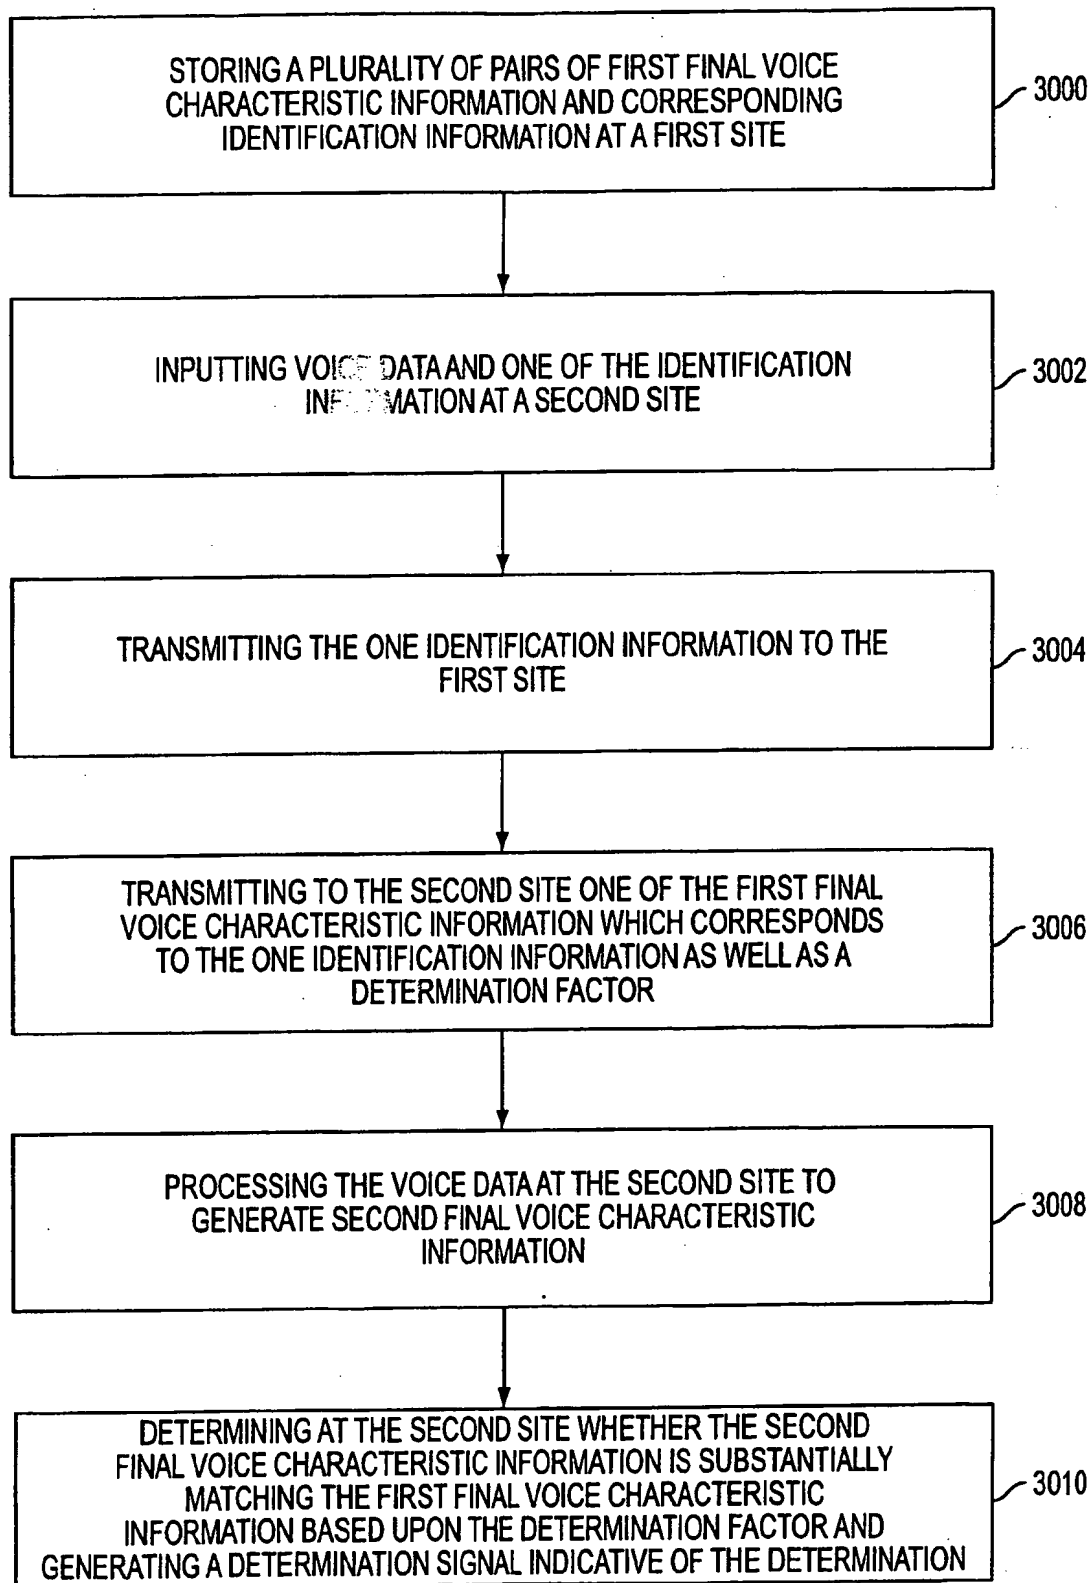 STORING A PLURALITY OF PAIRS OF FIRST FINAL VOICE
CHARACTERISTIC INFORMATION AND CORRESPONDING
IDENTIFICATION INFORMATION AT A FIRST SITE
3000
INPUTTING VOICE DATA AND ONE OF THE IDENTIFICATION
INFORMATION AT A SECOND SITE
3002
TRANSMITTING THE ONE IDENTIFICATION INFORMATION TO THE
FIRST SITE
3004
TRANSMITTING TO THE SECOND SITE ONE OF THE FIRST FINAL
VOICE CHARACTERISTIC INFORMATION WHICH CORRESPONDS
TO THE ONE IDENTIFICATION INFORMATION AS WELL AS A
DETERMINATION FACTOR
3006
PROCESSING THE VOICE DATA AT THE SECOND SITE TO
GENERATE SECOND FINAL VOICE CHARACTERISTIC
INFORMATION
3008
DETERMINING AT THE SECOND SITE WHETHER THE SECOND
FINAL VOICE CHARACTERISTIC INFORMATION IS SUBSTANTIALLY
MATCHING THE FIRST FINAL VOICE CHARACTERISTIC
INFORMATION BASED UPON THE DETERMINATION FACTOR AND
GENERATING A DETERMINATION SIGNAL INDICATIVE OF THE DETERMINATION
3010